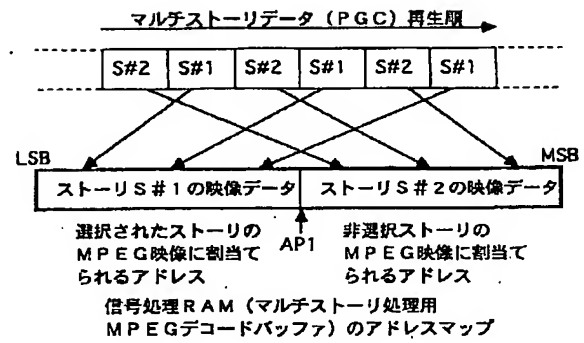 マルチストーリデータ（PGC）再生順
S#2 S#1 S#2 S#1 S#2 S#1
LSB MSB
ストーリS＃1の映像データ ストーリS＃2の映像データ
選択されたストーリの
MPEG映像に割当て
られるアドレス
AP1
非選択ストーリの
MPEG映像に割当て
られるアドレス
信号処理RAM（マルチストーリ処理用
MPEGデコードバッファ）のアドレスマップ